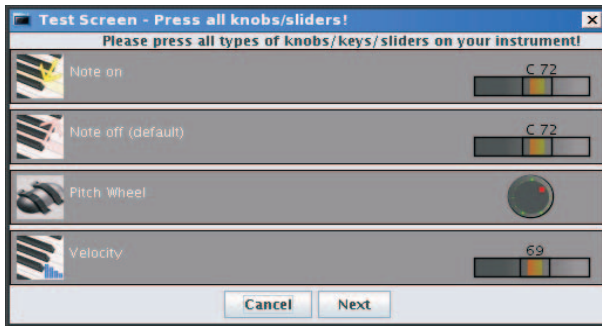 Test Screen - Press all knobs/sliders!
Please press all types of knobs/keys/sliders on your instrument!
Note on
C 72
Note off (default)
C 72
Pitch Wheel
Velocity
69
Cancel
Next